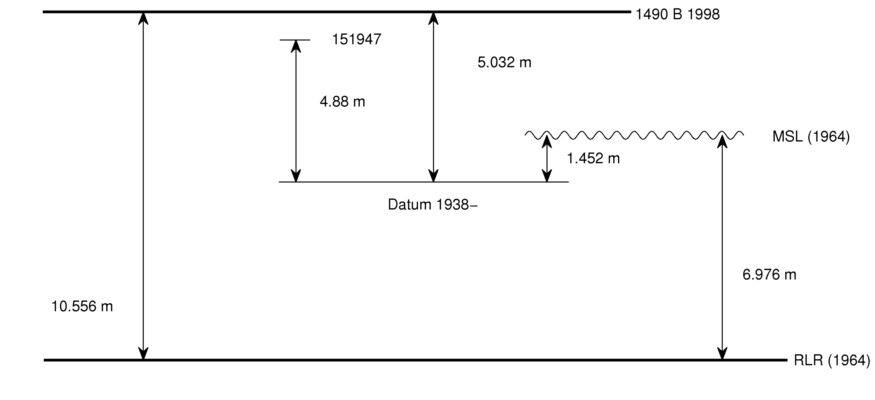 1490 B 1998
151947
5.032 m
4.88 m
MSL (1964)
1.452 m
Datum 1938–
6.976 m
10.556 m
RLR (1964)